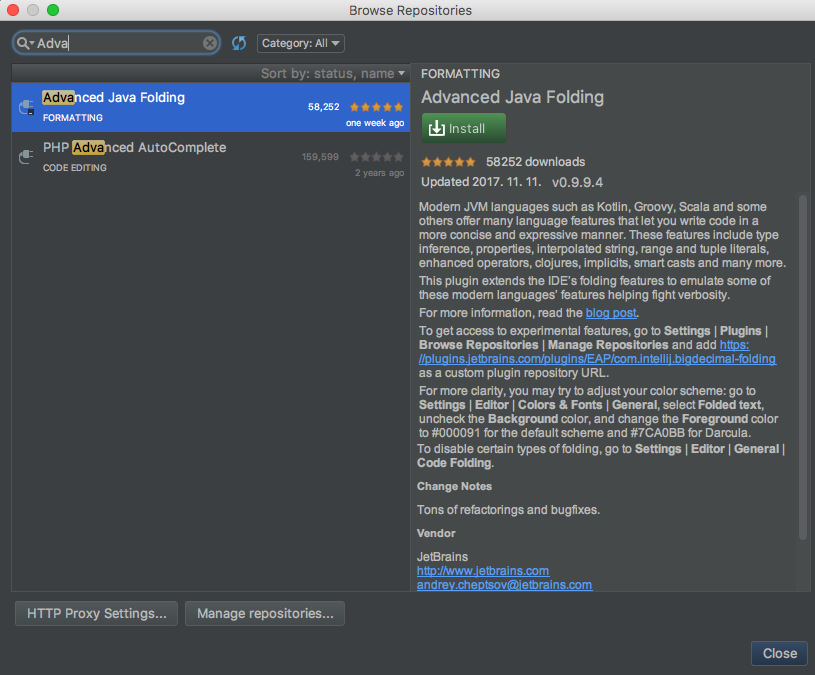 Browse Repositories
Adva
Category: All
Sort by: status, name
Advanced Java Folding
58,252
FORMATTING
one week ago
PHP Advanced AutoComplete
159,599
CODE EDITING
2 years ago
FORMATTING
Advanced Java Folding
Install
58252 downloads
Updated 2017. 11. 11. v0.9.9.4
Modern JVM languages such as Kotlin, Groovy, Scala and some
others offer many language features that let you write code in a
more concise and expressive manner. These features include type
inference, properties, interpolated string, range and tuple literals,
enhanced operators, clojures, implicits, smart casts and many more.
This plugin extends the IDE's folding features to emulate some of
these modern languages' features helping fight verbosity.
For more information, read the blog post.
To get access to experimental features, go to Settings | Plugins |
Browse Repositories | Manage Repositories and add https:
//plugins.jetbrains.com/plugins/EAP/com.intellij.bigdecimal-folding
as a custom plugin repository URL.
For more clarity, you may try to adjust your color scheme: go to
Settings | Editor | Colors & Fonts | General, select Folded text,
uncheck the Background color, and change the Foreground color
to #000091 for the default scheme and #7CA0BB for Darcula.
To disable certain types of folding, go to Settings | Editor | General |
Code Folding.
Change Notes
Tons of refactorings and bugfixes.
Vendor
JetBrains
http://www.jetbrains.com
andrey.cheptsov@jetbrains.com
HTTP Proxy Settings...
Manage repositories...
Close